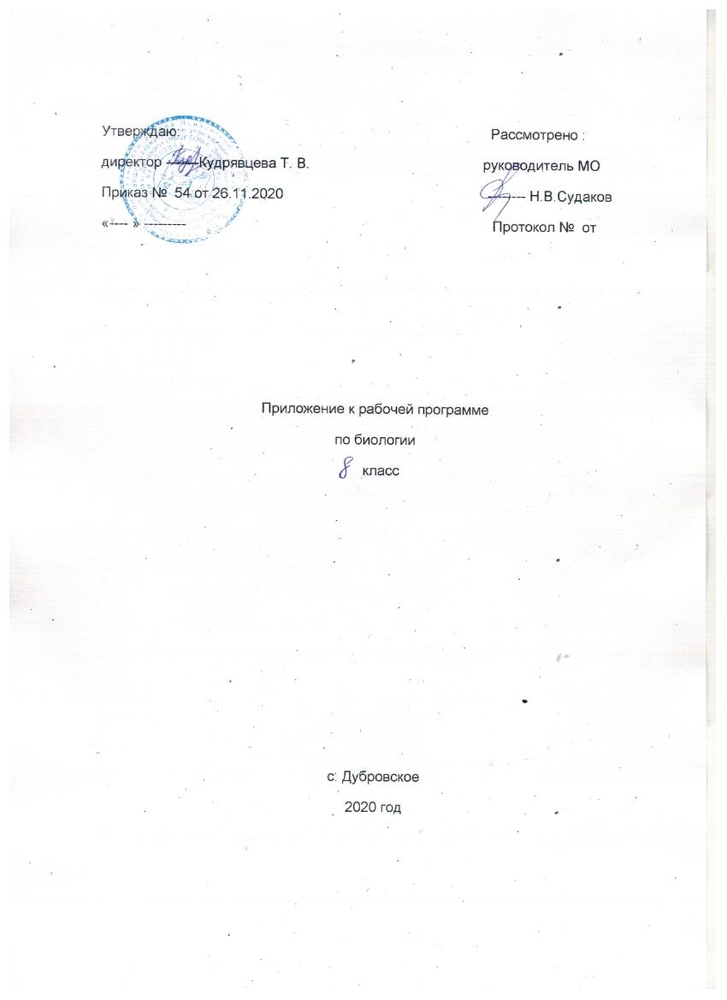 Утверждаю:
директор -------Кудрявцева Т. В.
Приказ №  54 от 26.11.2020
«---- » ---------
Рассмотрено :
руководитель МО
-------- Н.В.Судаков
Протокол №  от
Приложение к рабочей программе
по биологии
8 класс
с. Дубровское
2020 год